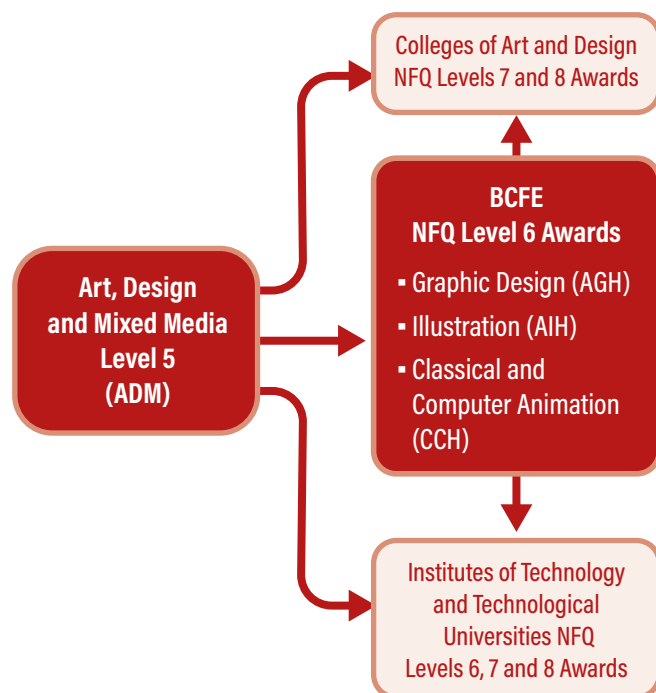 Colleges of Art and Design
NFQ Levels 7 and 8 Awards
BCFE
NFQ Level 6 Awards
▪ Graphic Design (AGH)
▪ Illustration (AIH)
▪ Classical and
Computer Animation
(CCH)
Art, Design
and Mixed Media
Level 5
(ADM)
Institutes of Technology
and Technological
Universities NFQ
Levels 6, 7 and 8 Awards